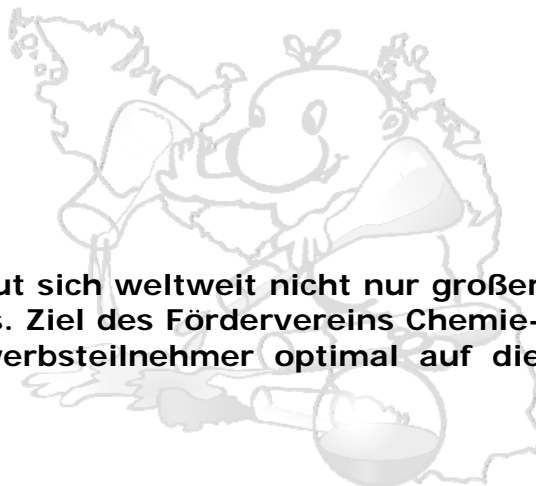 ut sich weltweit nicht nur großer
s. Ziel des Fördervereins Chemie-
verbsteilnehmer optimal auf die